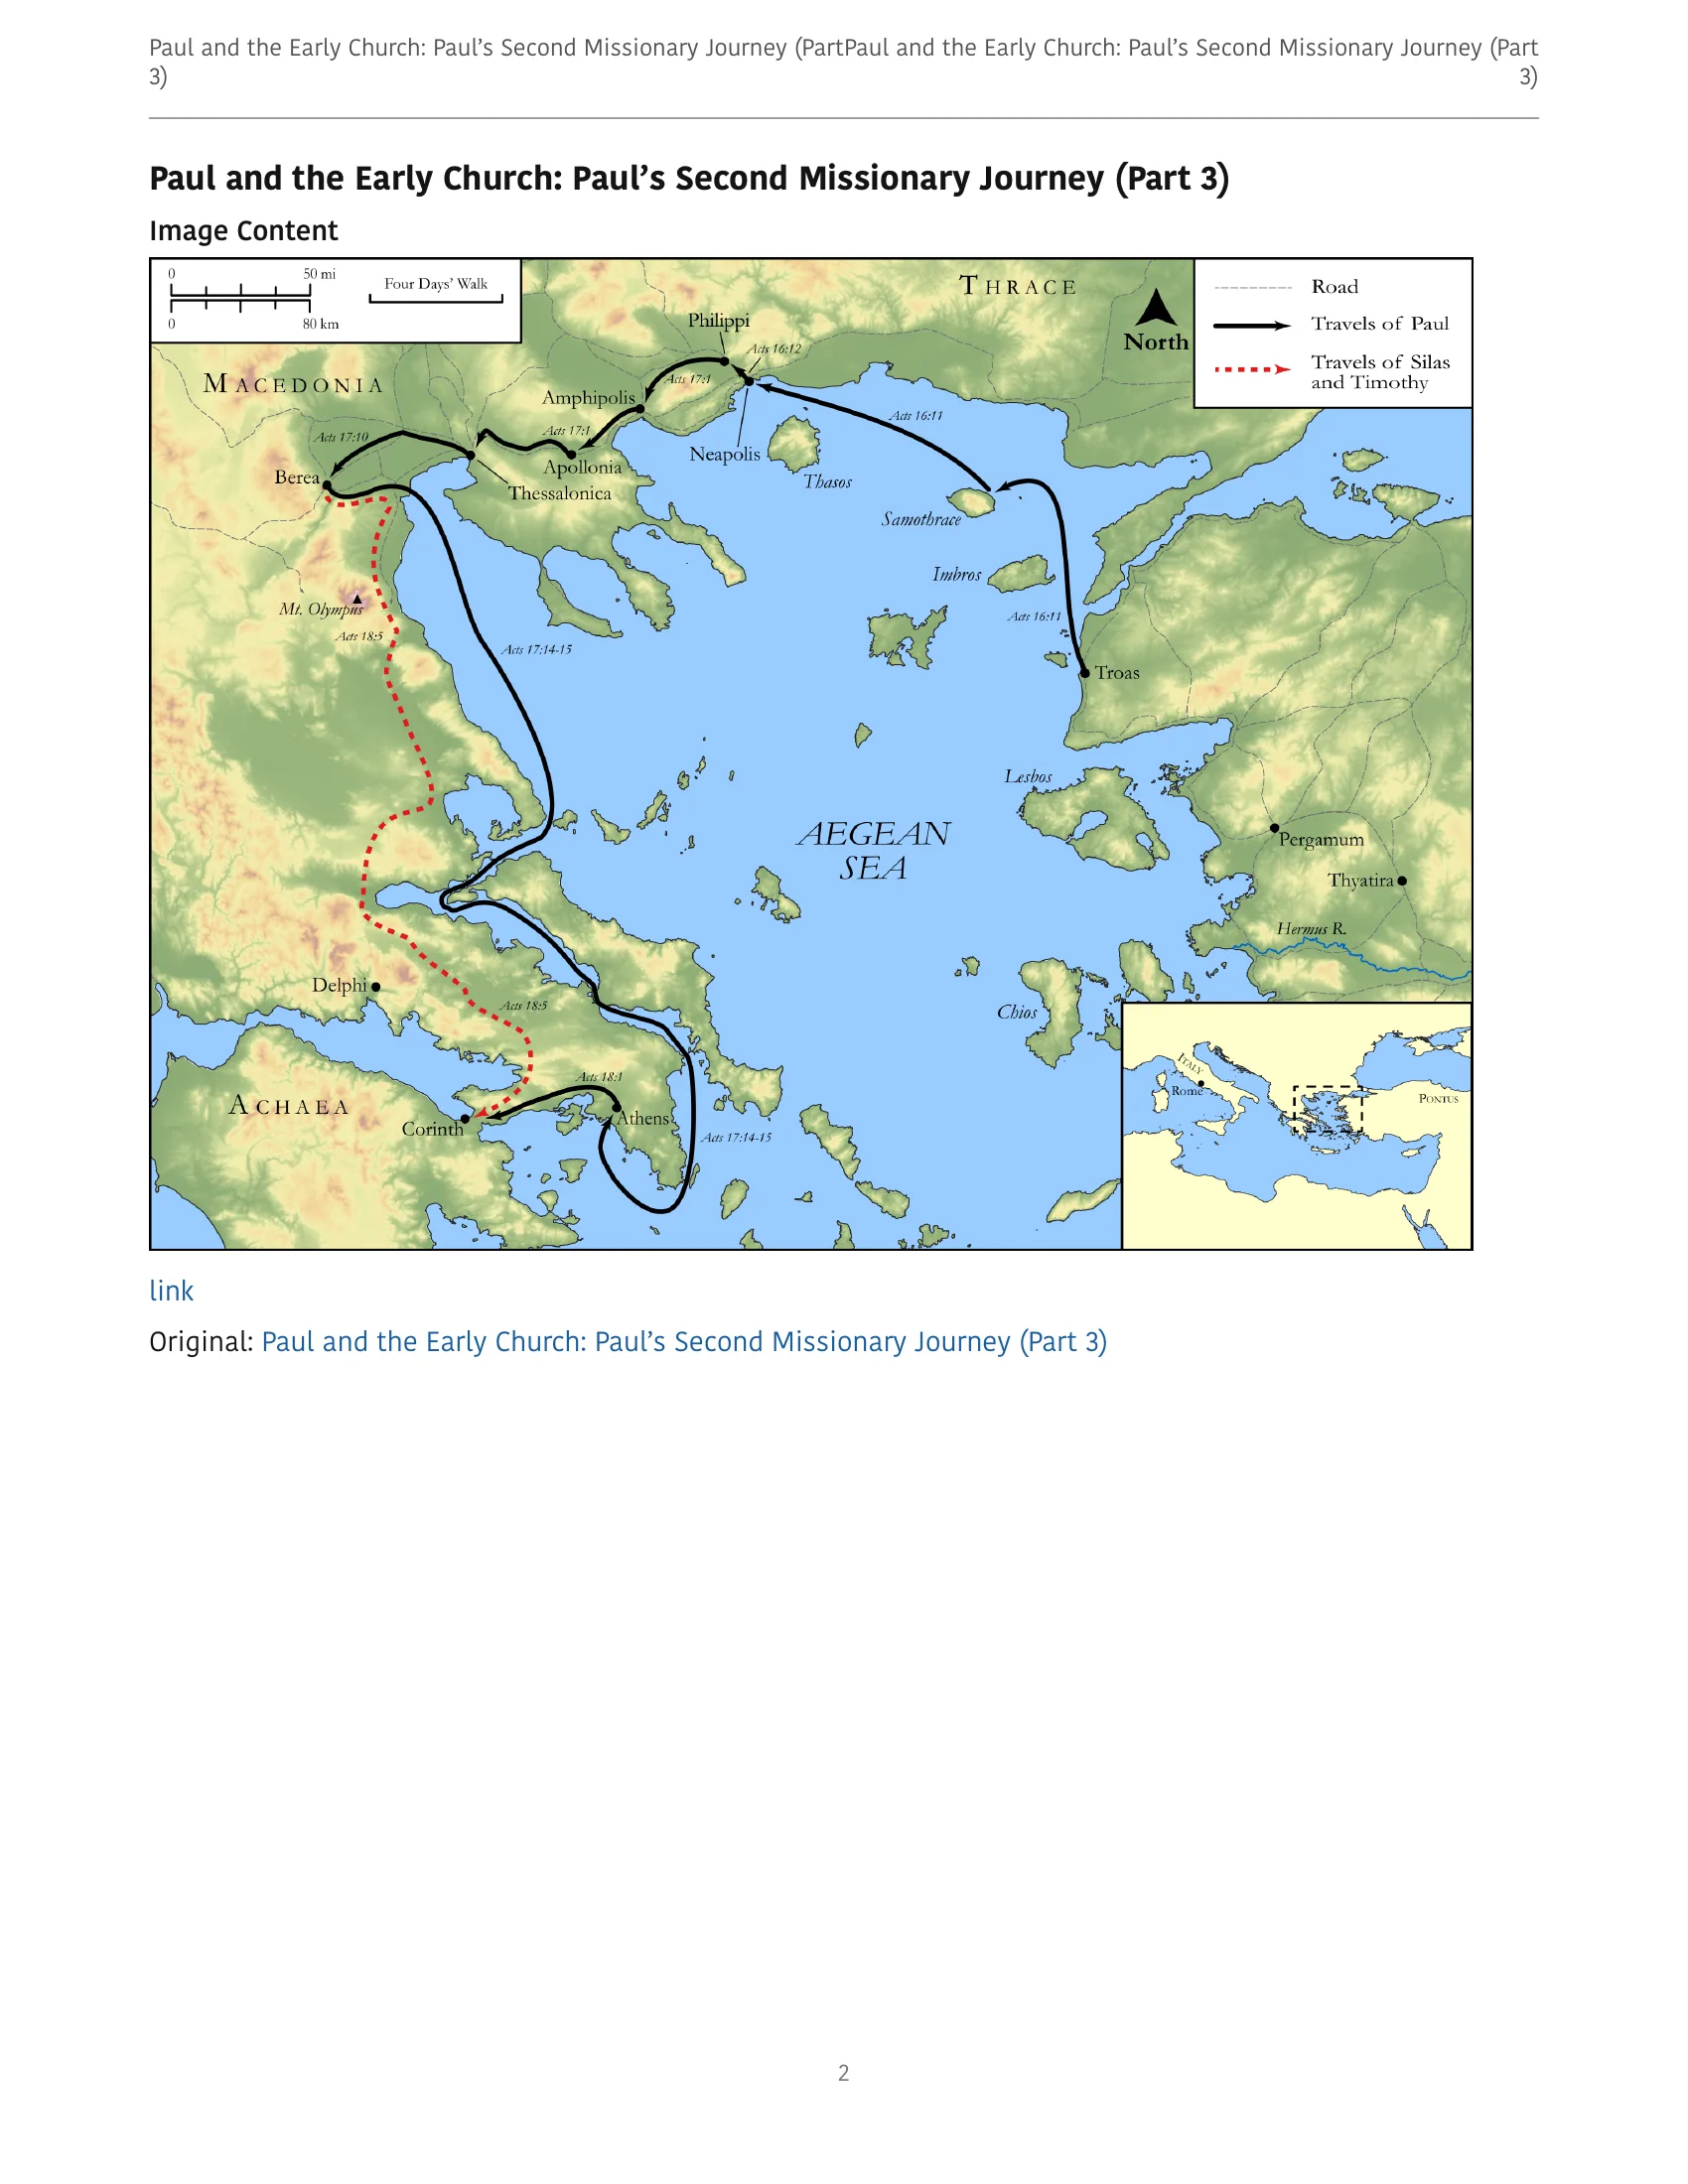 Paul and the Early Church: Paul’s Second Missionary Journey (PartPaul and the Early Church: Paul’s Second Missionary Journey (Part
3) 3)
Paul and the Early Church: Paul’s Second Missionary Journey (Part 3)
Image Content
0 50 mi
Four Days’ Walk
0 80 km
THRACE
North
Road
Travels of Paul
Travels of Silas
and Timothy
MACEDONIA
Philippi
Acts 16:12
Acts 17:1
Amphipolis
Acts 16:11
Acts 17:1
Acts 17:10
Neapolis
Apollonia
Berea
Thasos
Thessalonica
Samothrace
Imbros
Mt. Olympus
Acts 16:11
Acts 18:5
Acts 17:14-15
Troas
Lesbos
AEGEAN
SEA
Pergamum
Thyatira
Hermus R.
Delphi
Acts 18:5
Chios
ITALY
Rome
PONTUS
Acts 18:1
ACHAEA
Athens
Corinth
Acts 17:14-15
link
Original: Paul and the Early Church: Paul’s Second Missionary Journey (Part 3)
2